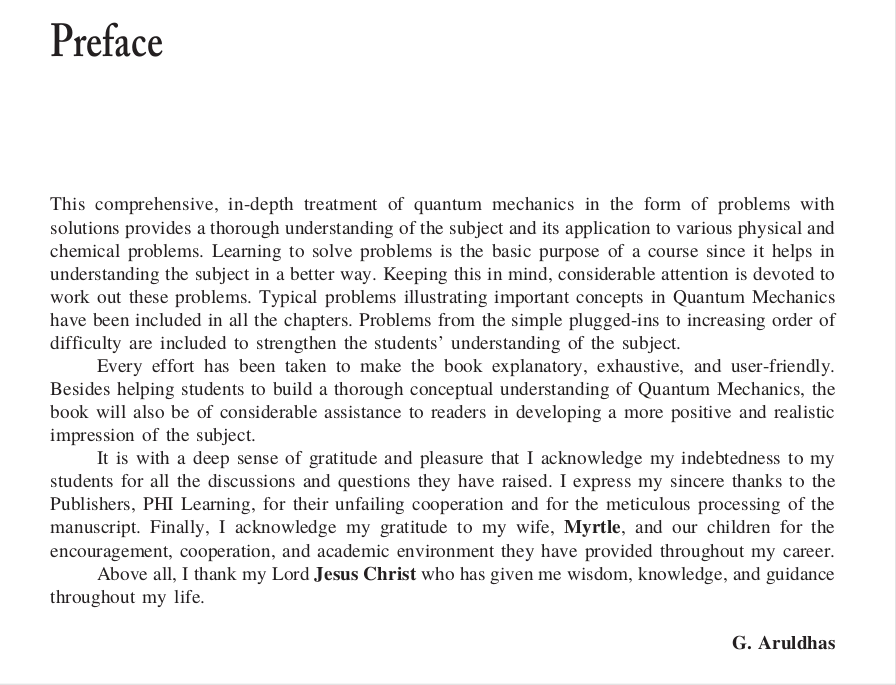 Preface
This comprehensive, in-depth treatment of quantum mechanics in the form of problems with
solutions provides a thorough understanding of the subject and its application to various physical and
chemical problems. Learning to solve problems is the basic purpose of a course since it helps in
understanding the subject in a better way. Keeping this in mind, considerable attention is devoted to
work out these problems. Typical problems illustrating important concepts in Quantum Mechanics
have been included in all the chapters. Problems from the simple plugged-ins to increasing order of
difficulty are included to strengthen the students’ understanding of the subject.
Every effort has been taken to make the book explanatory, exhaustive, and user-friendly.
Besides helping students to build a thorough conceptual understanding of Quantum Mechanics, the
book will also be of considerable assistance to readers in developing a more positive and realistic
impression of the subject.
It is with a deep sense of gratitude and pleasure that I acknowledge my indebtedness to my
students for all the discussions and questions they have raised. I express my sincere thanks to the
Publishers, PHI Learning, for their unfailing cooperation and for the meticulous processing of the
manuscript. Finally, I acknowledge my gratitude to my wife, Myrtle, and our children for the
encouragement, cooperation, and academic environment they have provided throughout my career.
Above all, I thank my Lord Jesus Christ who has given me wisdom, knowledge, and guidance
throughout my life.
G. Aruldhas